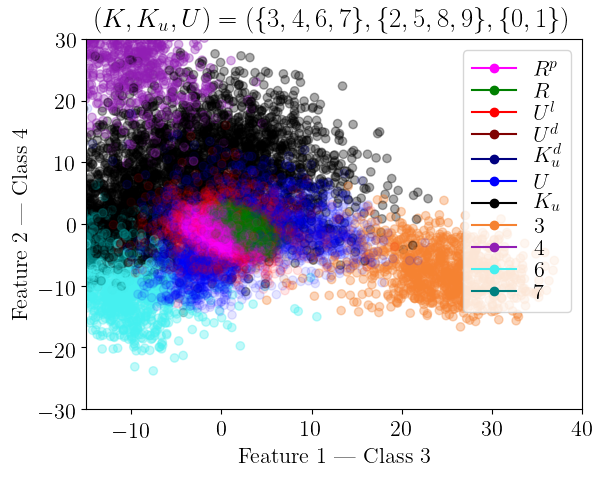 (K, K_u, U) = ({3, 4, 6, 7}, {2, 5, 8, 9}, {0, 1})
Feature 2 — Class 4
30
20
10
0
−10
−20
−30
R^p
R
U^l
U^d
K_u^d
U
K_u
3
4
6
7
−10
0
10
20
30
40
Feature 1 — Class 3